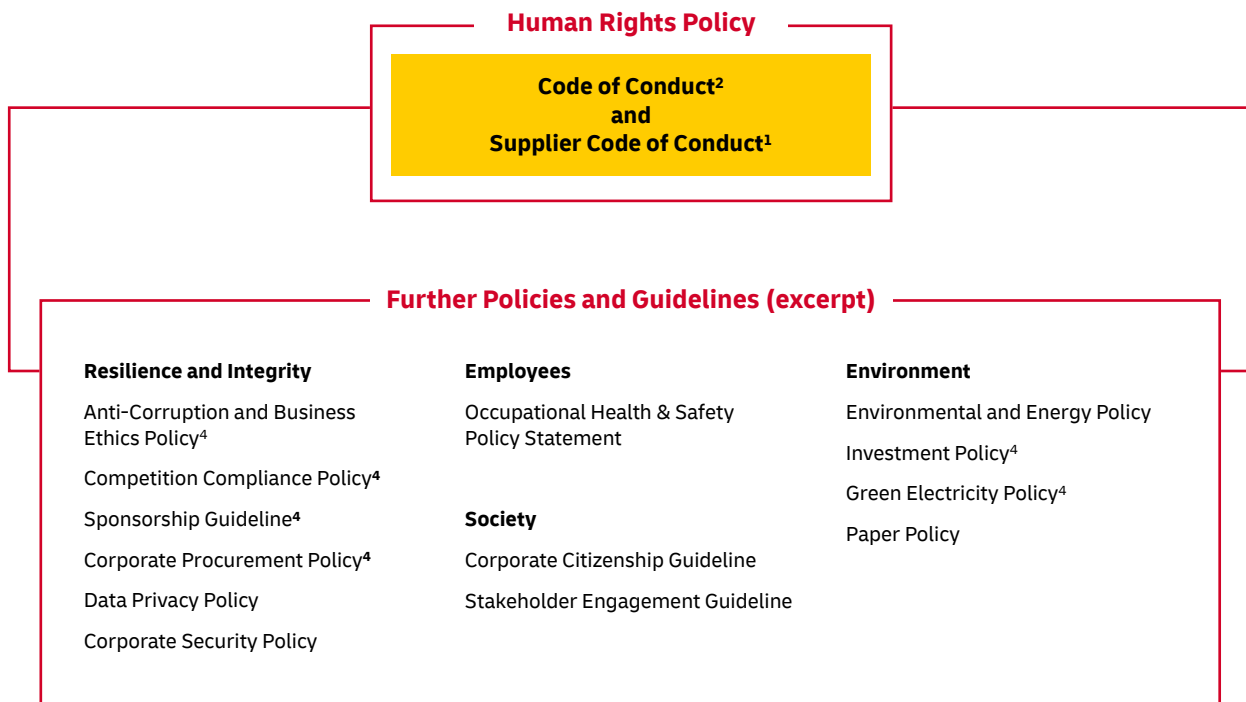 Human Rights Policy
Code of Conduct²
and
Supplier Code of Conduct¹
Further Policies and Guidelines (excerpt)
Resilience and Integrity
Anti-Corruption and Business
Ethics Policy⁴
Competition Compliance Policy⁴
Sponsorship Guideline⁴
Corporate Procurement Policy⁴
Data Privacy Policy
Corporate Security Policy
Employees
Occupational Health & Safety
Policy Statement
Society
Corporate Citizenship Guideline
Stakeholder Engagement Guideline
Environment
Environmental and Energy Policy
Investment Policy⁴
Green Electricity Policy⁴
Paper Policy